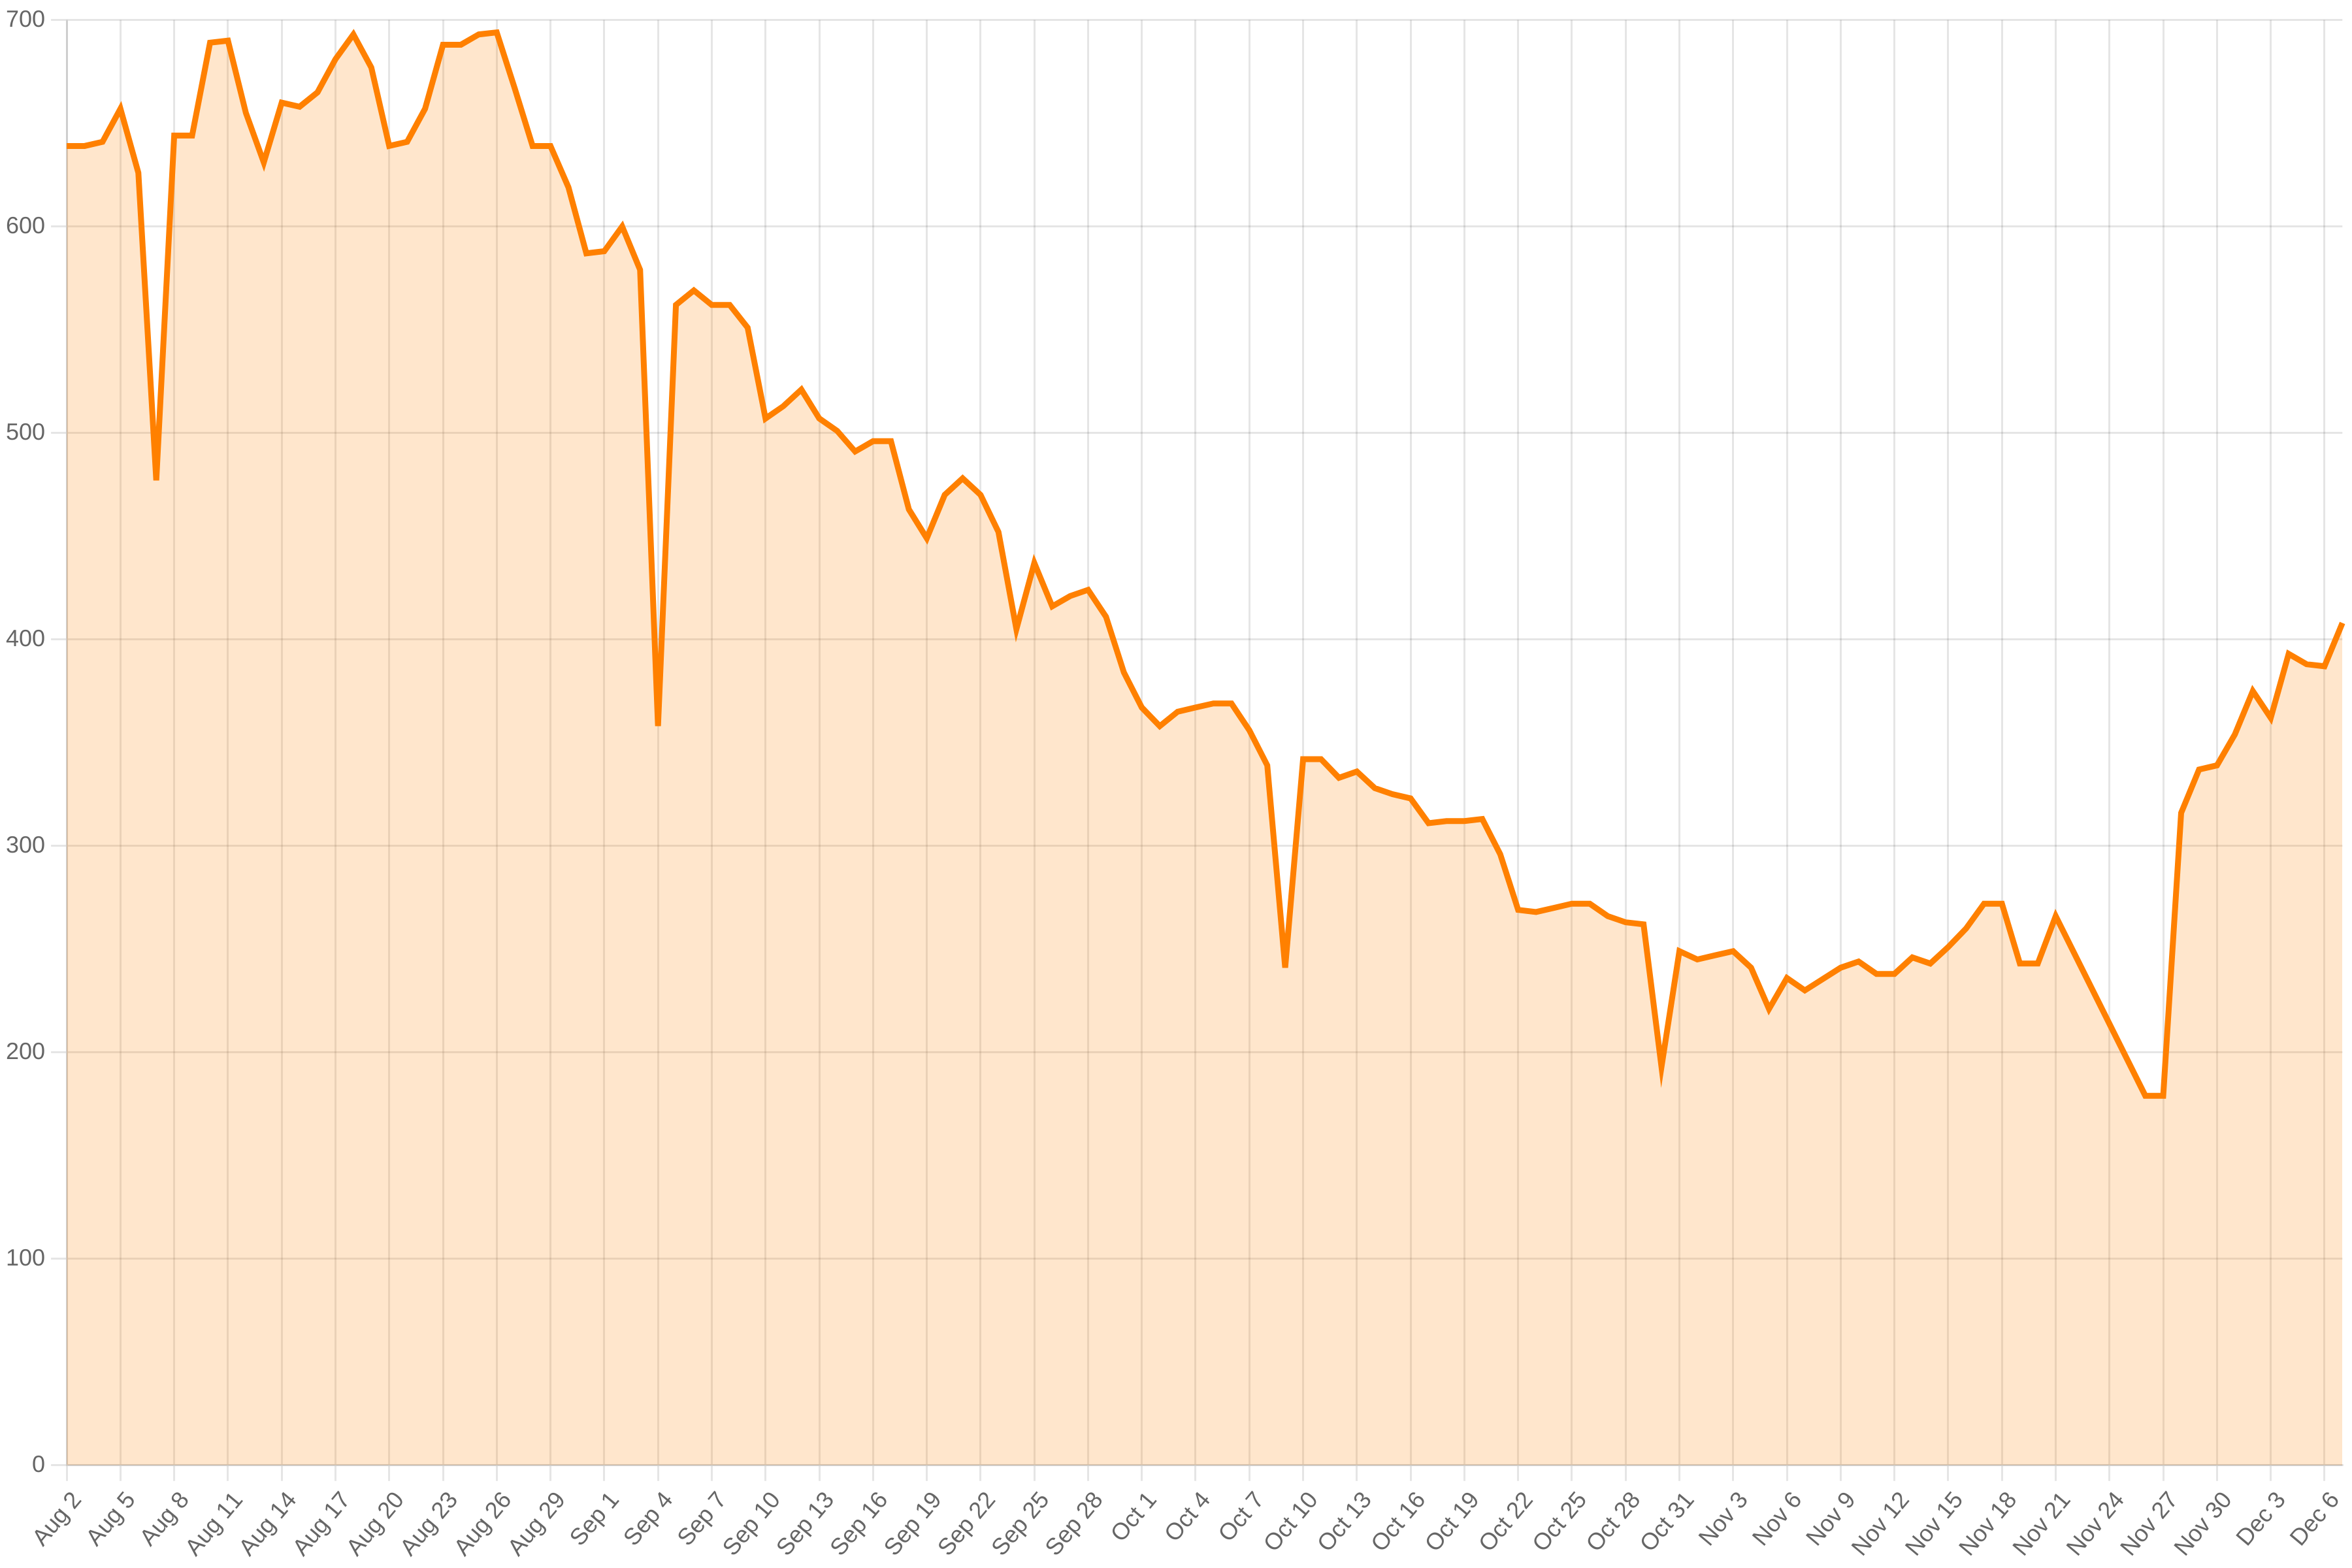 700
600
500
400
300
200
100
0
Aug 2
Aug 5
Aug 8
Aug 11
Aug 14
Aug 17
Aug 20
Aug 23
Aug 26
Aug 29
Sep 1
Sep 4
Sep 7
Sep 10
Sep 13
Sep 16
Sep 19
Sep 22
Sep 25
Sep 28
Oct 1
Oct 4
Oct 7
Oct 10
Oct 13
Oct 16
Oct 19
Oct 22
Oct 25
Oct 28
Oct 31
Nov 3
Nov 6
Nov 9
Nov 12
Nov 15
Nov 18
Nov 21
Nov 24
Nov 27
Nov 30
Dec 3
Dec 6